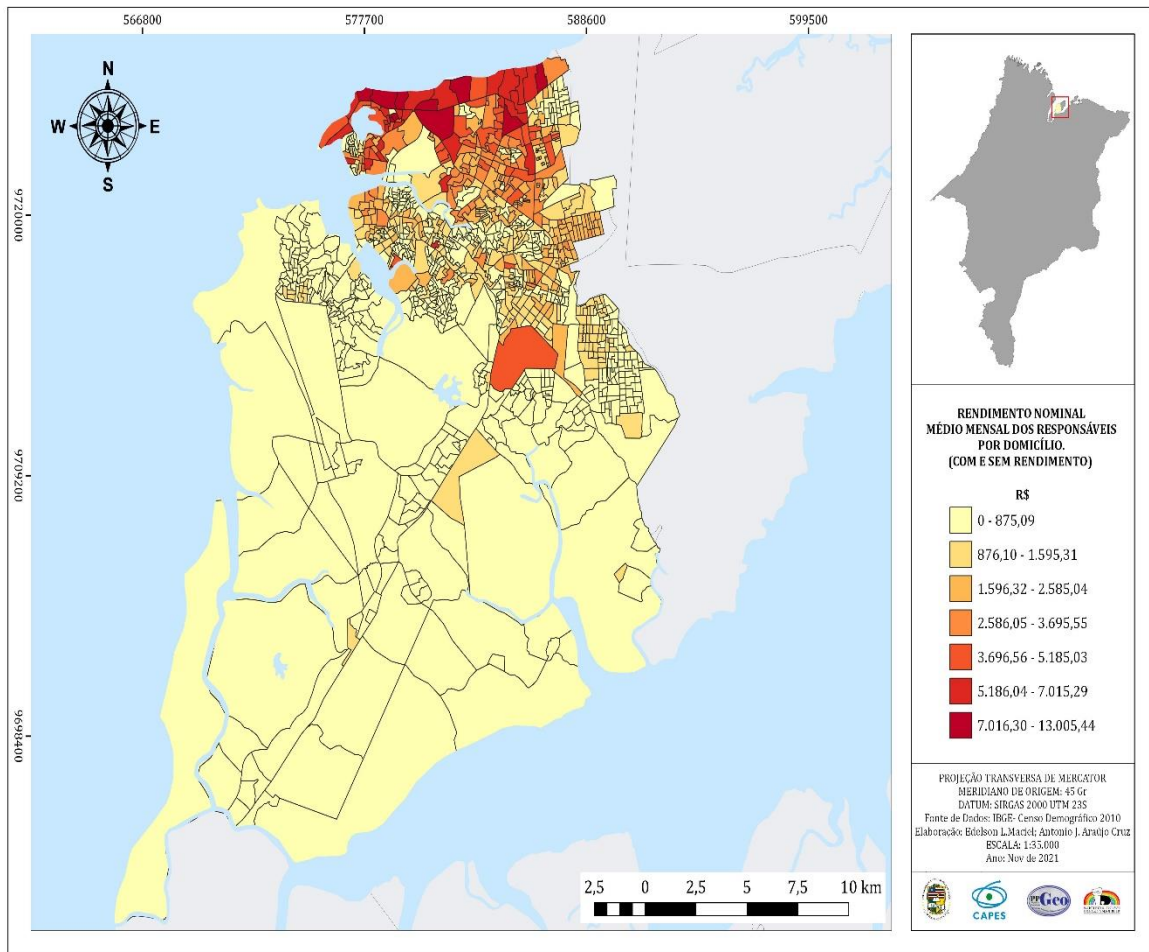 566800
577700
588600
599500
N
W
E
S
9720000
9709200
9698400
2,5
0
2,5
5
7,5
10 km
RENDIMENTO NOMINAL
MÉDIO MENSAL DOS RESPONSÁVEIS
POR DOMICÍLIO.
(COM E SEM RENDIMENTO)
R$
0 - 875,09
876,10 - 1.595,31
1.596,32 - 2.585,04
2.586,05 - 3.695,55
3.696,56 - 5.185,03
5.186,04 - 7.015,29
7.016,30 - 13.005,44
PROJEÇÃO TRANSVERSA DE MERCATOR
MERIDIANO DE ORIGEM: 45 Gr
DATUM: SIRGAS 2000 UTM 23S
Fonte de Dados: IBGE- Censo Demográfico 2010
Elaboração: Edelson L.Maciel; Antonio J. Araújo Cruz
ESCALA: 1:35.000
Ano: Nov de 2021
CAPES
PPGeo